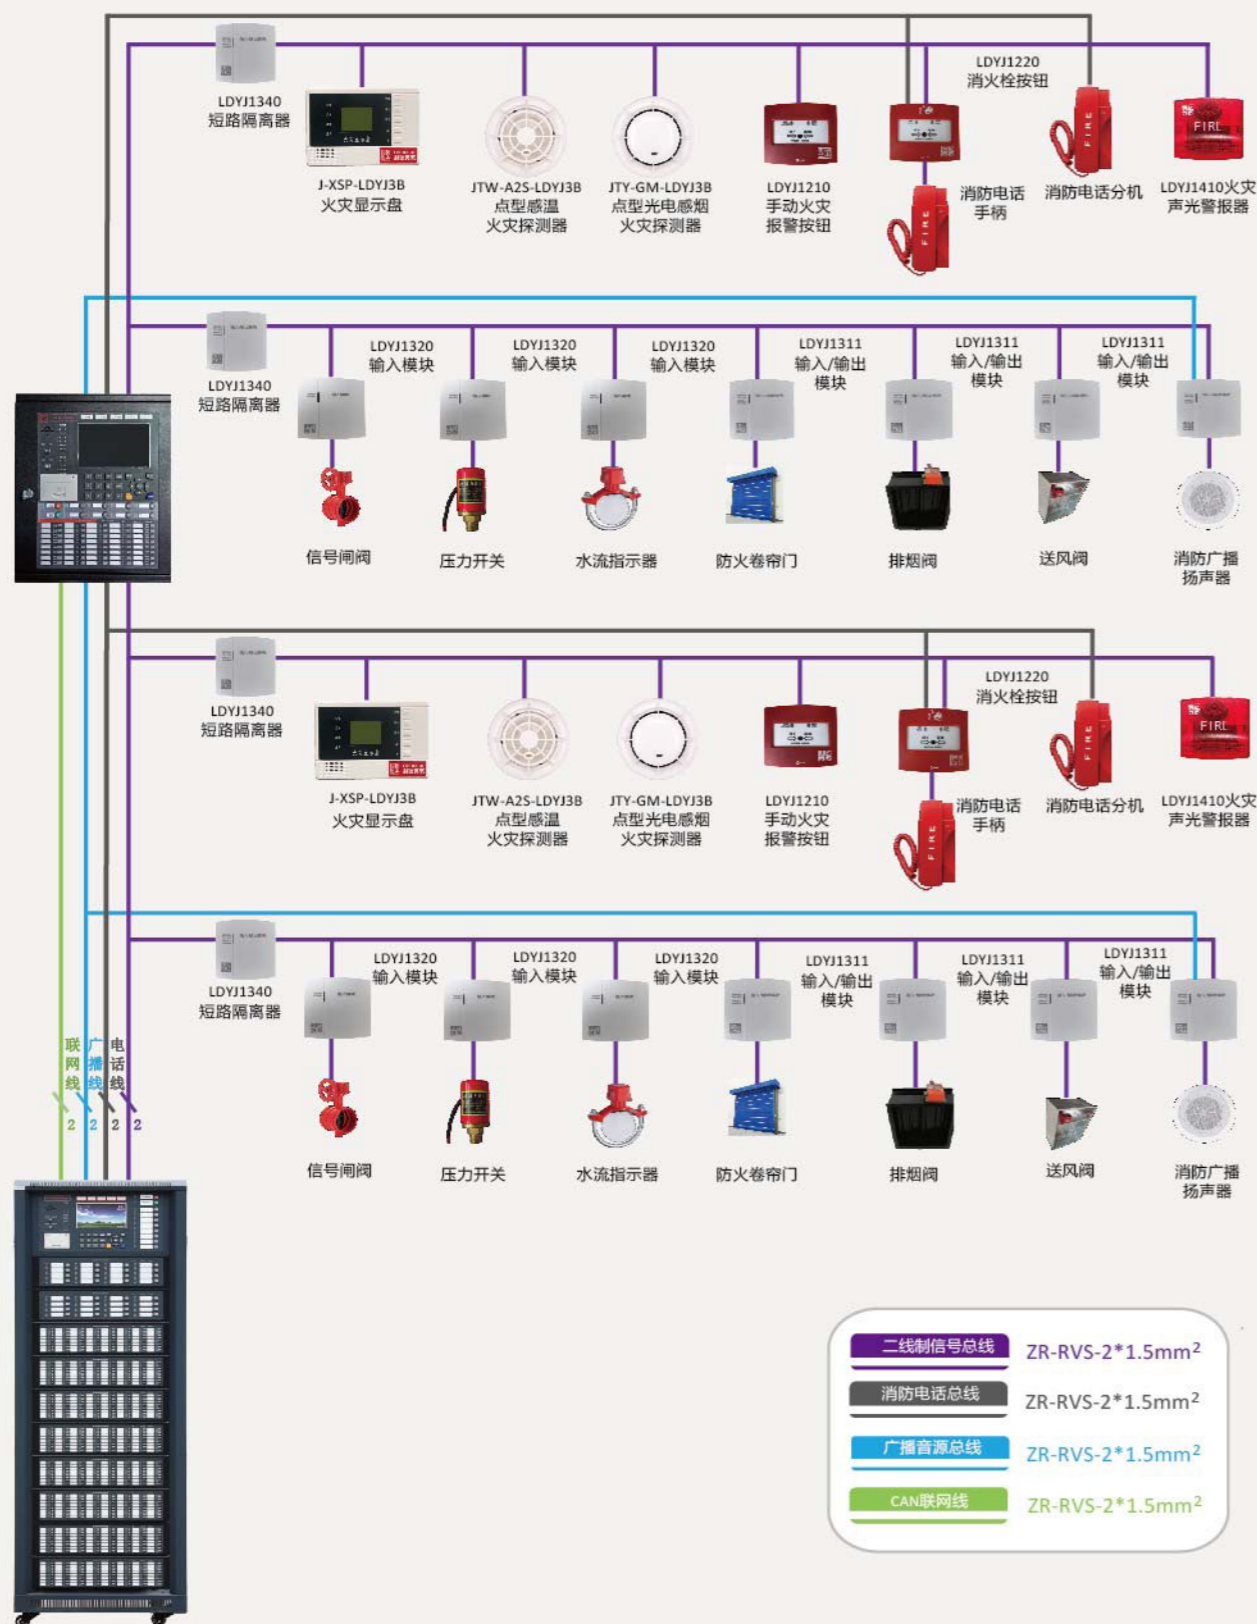 LDYJ1340
短路隔离器
J-XSP-LDYJ3B
火灾显示盘
JTW-A2S-LDYJ3B
点型感温
火灾探测器
JTY-GM-LDYJ3B
点型光电感烟
火灾探测器
LDYJ1210
手动火灾
报警按钮
LDYJ1220
消火栓按钮
FIRE
消防电话
手柄
FIRE
消防电话分机
FIRE
LDYJ1410火灾
声光警报器
LDYJ1340
短路隔离器
LDYJ1320
输入模块
LDYJ1320
输入模块
LDYJ1320
输入模块
LDYJ1311
输入/输出
模块
LDYJ1311
输入/输出
模块
LDYJ1311
输入/输出
模块
信号闸阀
压力开关
水流指示器
防火卷帘门
排烟阀
送风阀
消防广播
扬声器
LDYJ1340
短路隔离器
J-XSP-LDYJ3B
火灾显示盘
JTW-A2S-LDYJ3B
点型感温
火灾探测器
JTY-GM-LDYJ3B
点型光电感烟
火灾探测器
LDYJ1210
手动火灾
报警按钮
LDYJ1220
消火栓按钮
FIRE
消防电话
手柄
FIRE
消防电话分机
FIRE
LDYJ1410火灾
声光警报器
LDYJ1340
短路隔离器
LDYJ1320
输入模块
LDYJ1320
输入模块
LDYJ1320
输入模块
LDYJ1311
输入/输出
模块
LDYJ1311
输入/输出
模块
LDYJ1311
输入/输出
模块
信号闸阀
压力开关
水流指示器
防火卷帘门
排烟阀
送风阀
消防广播
扬声器
联网线
广播线
电话线
2
2
2
2
二线制信号总线 ZR-RVS-2*1.5mm²
消防电话总线 ZR-RVS-2*1.5mm²
广播音源总线 ZR-RVS-2*1.5mm²
CAN联网线 ZR-RVS-2*1.5mm²